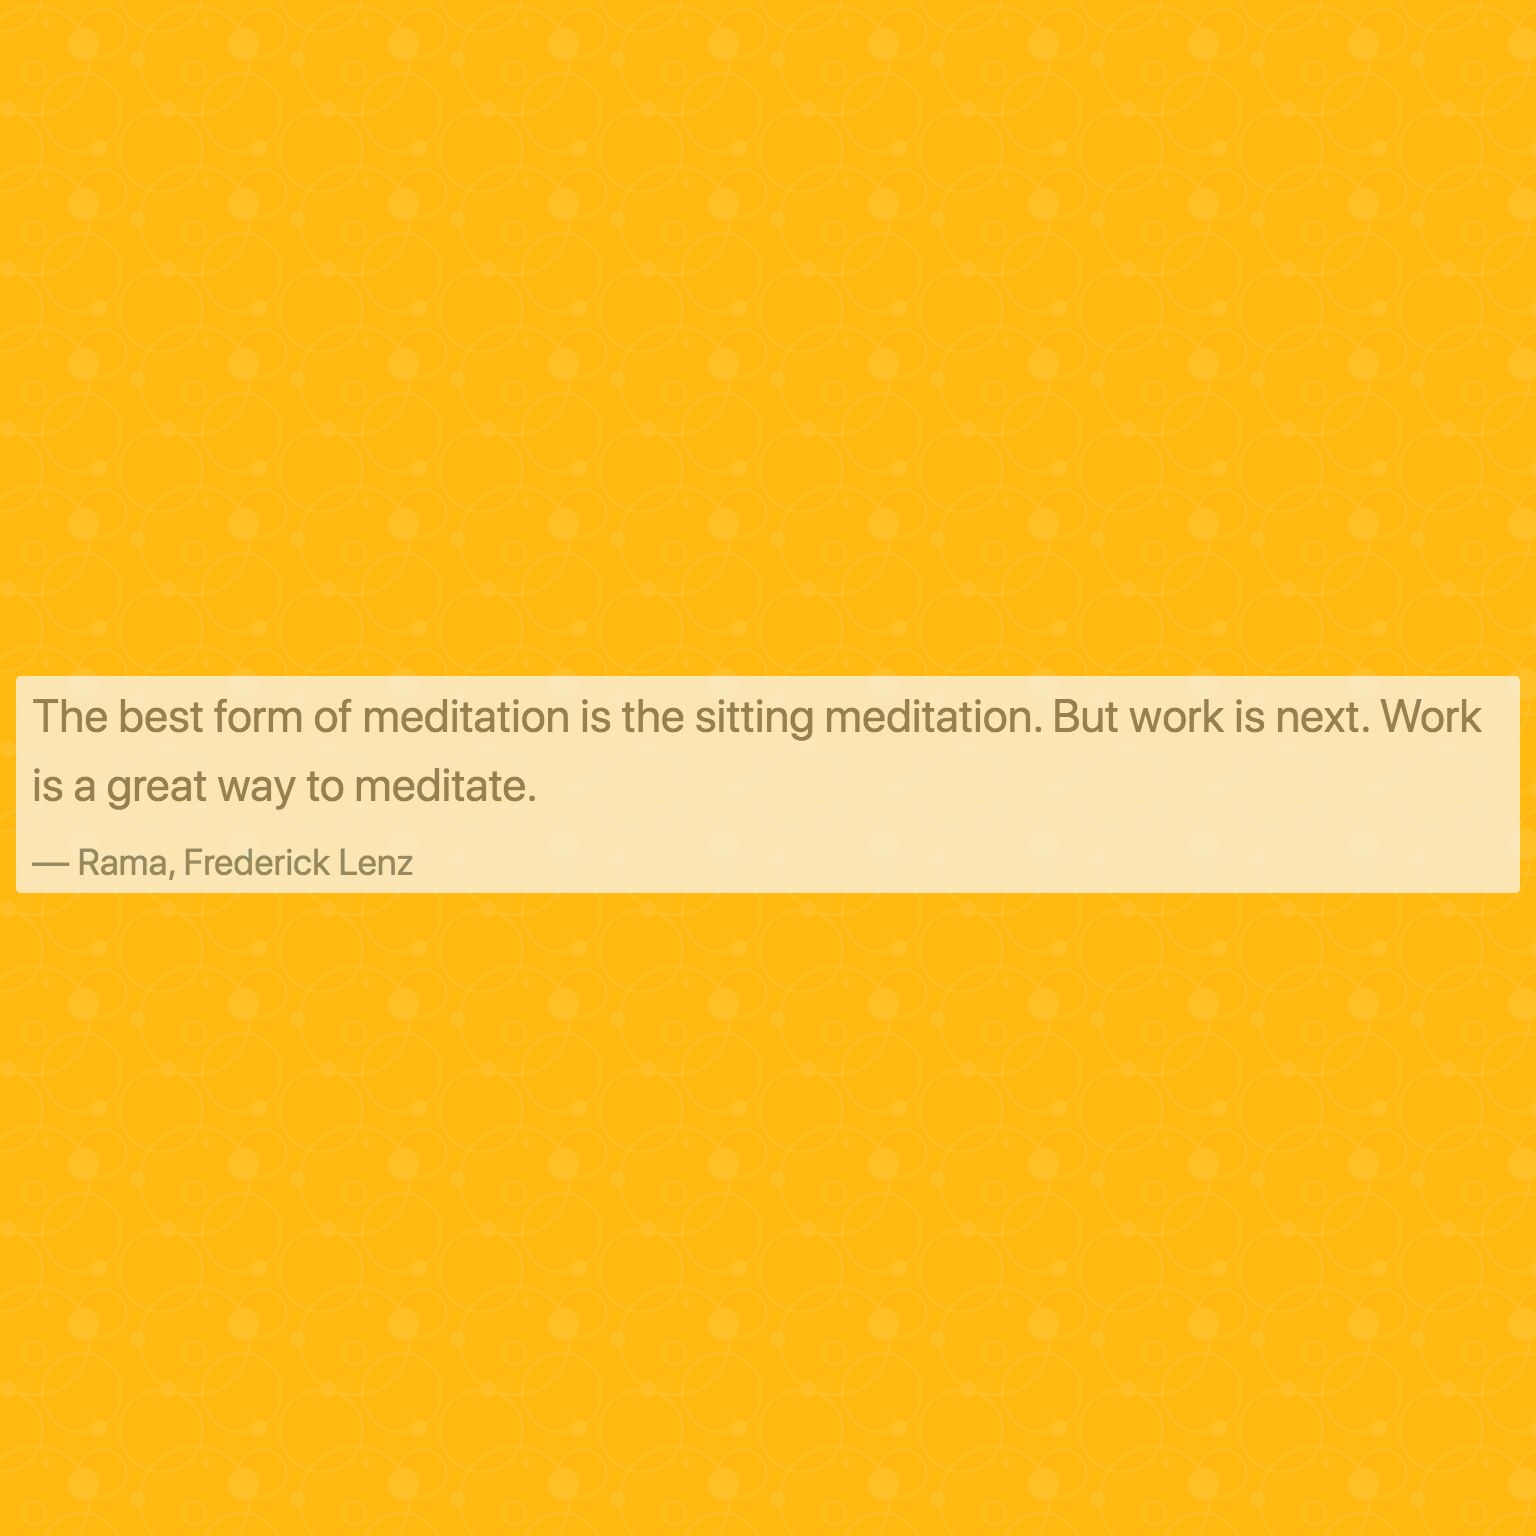 The best form of meditation is the sitting meditation. But work is next. Work
is a great way to meditate.
— Rama, Frederick Lenz